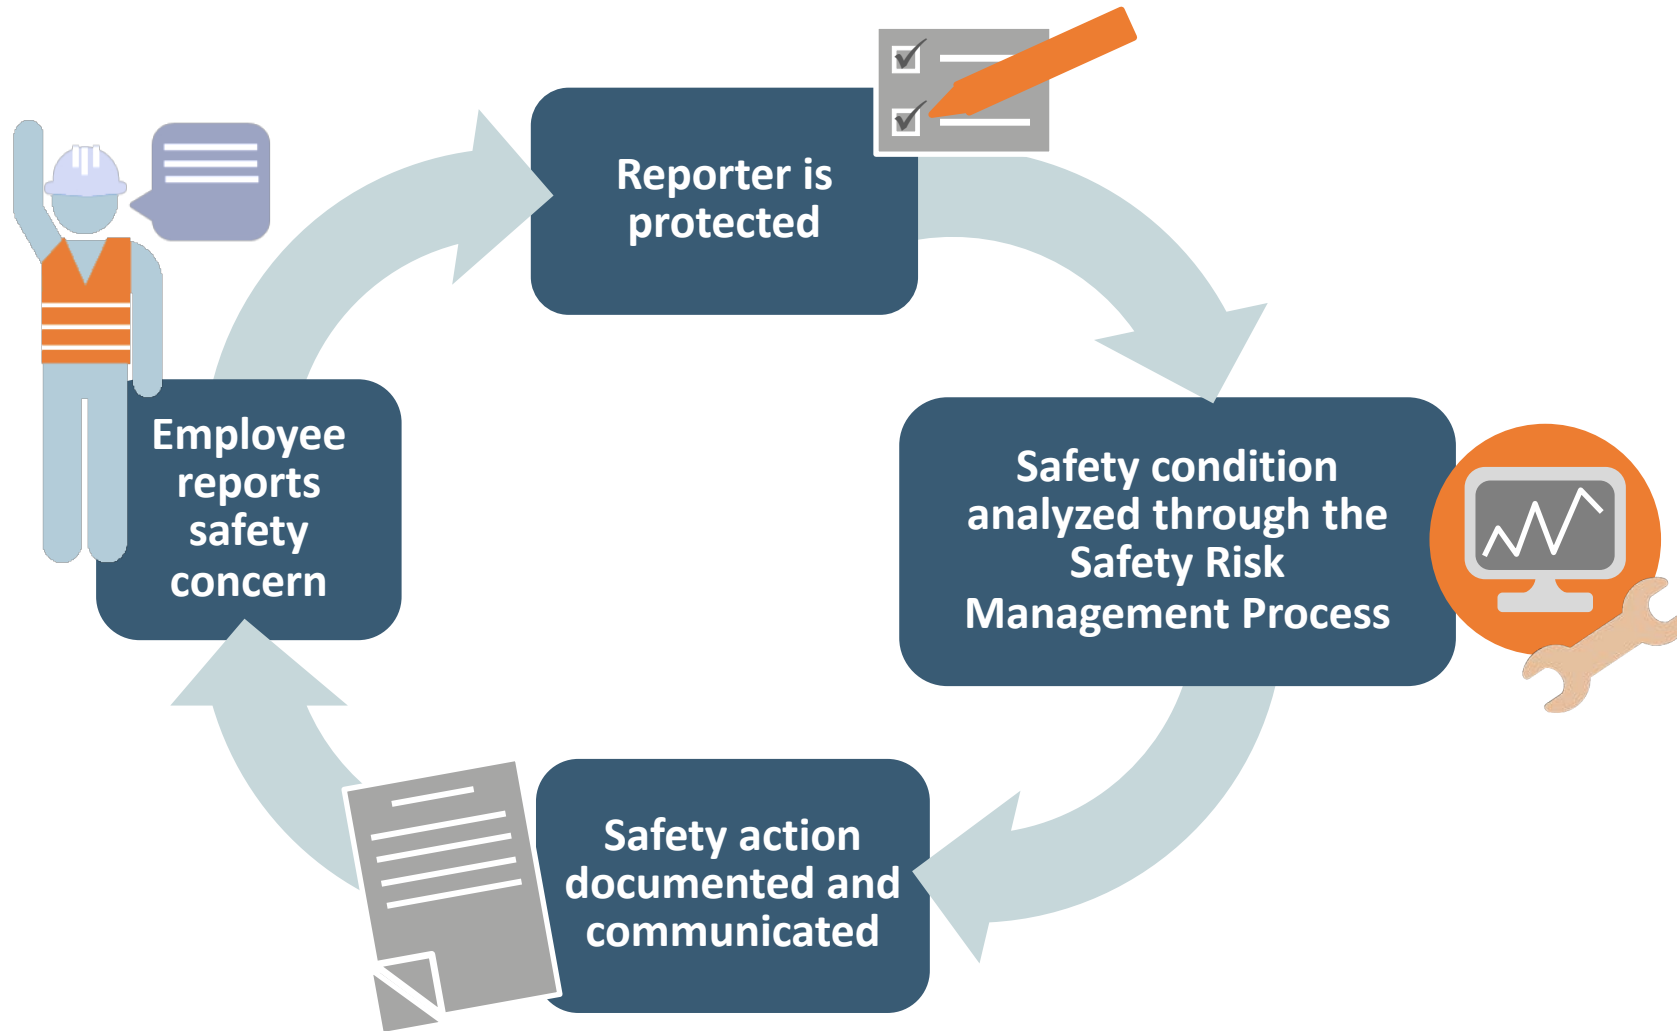 Reporter is
protected
Employee
reports
safety
concern
Safety condition
analyzed through the
Safety Risk
Management Process
Safety action
documented and
communicated